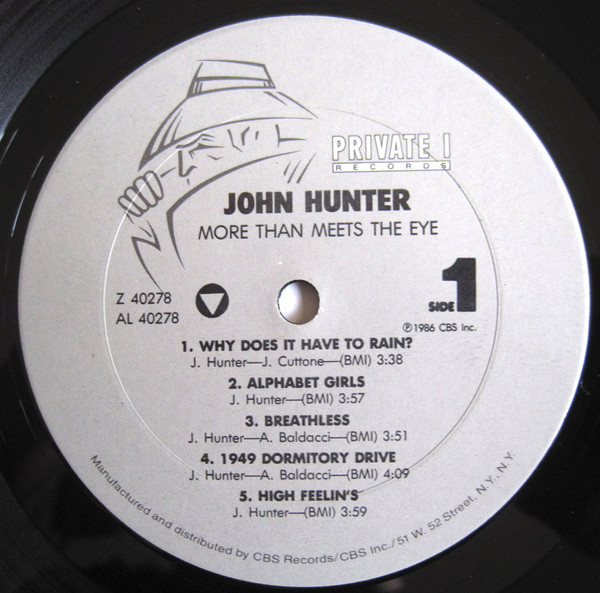 PRIVATE I
RECORDS
JOHN HUNTER
MORE THAN MEETS THE EYE
Z 40278
AL 40278
SIDE 1
℗1986 CBS Inc.
1. WHY DOES IT HAVE TO RAIN?
J. Hunter—J. Cuttone—(BMI) 3:38
2. ALPHABET GIRLS
J. Hunter—(BMI) 3:57
3. BREATHLESS
J. Hunter—A. Baldacci—(BMI) 3:51
4. 1949 DORMITORY DRIVE
J. Hunter—A. Baldacci—(BMI) 4:09
5. HIGH FEELIN'S
J. Hunter—(BMI) 3:59
Manufactured and distributed by CBS Records/CBS Inc./51 W. 52 Street, N.Y., N.Y.